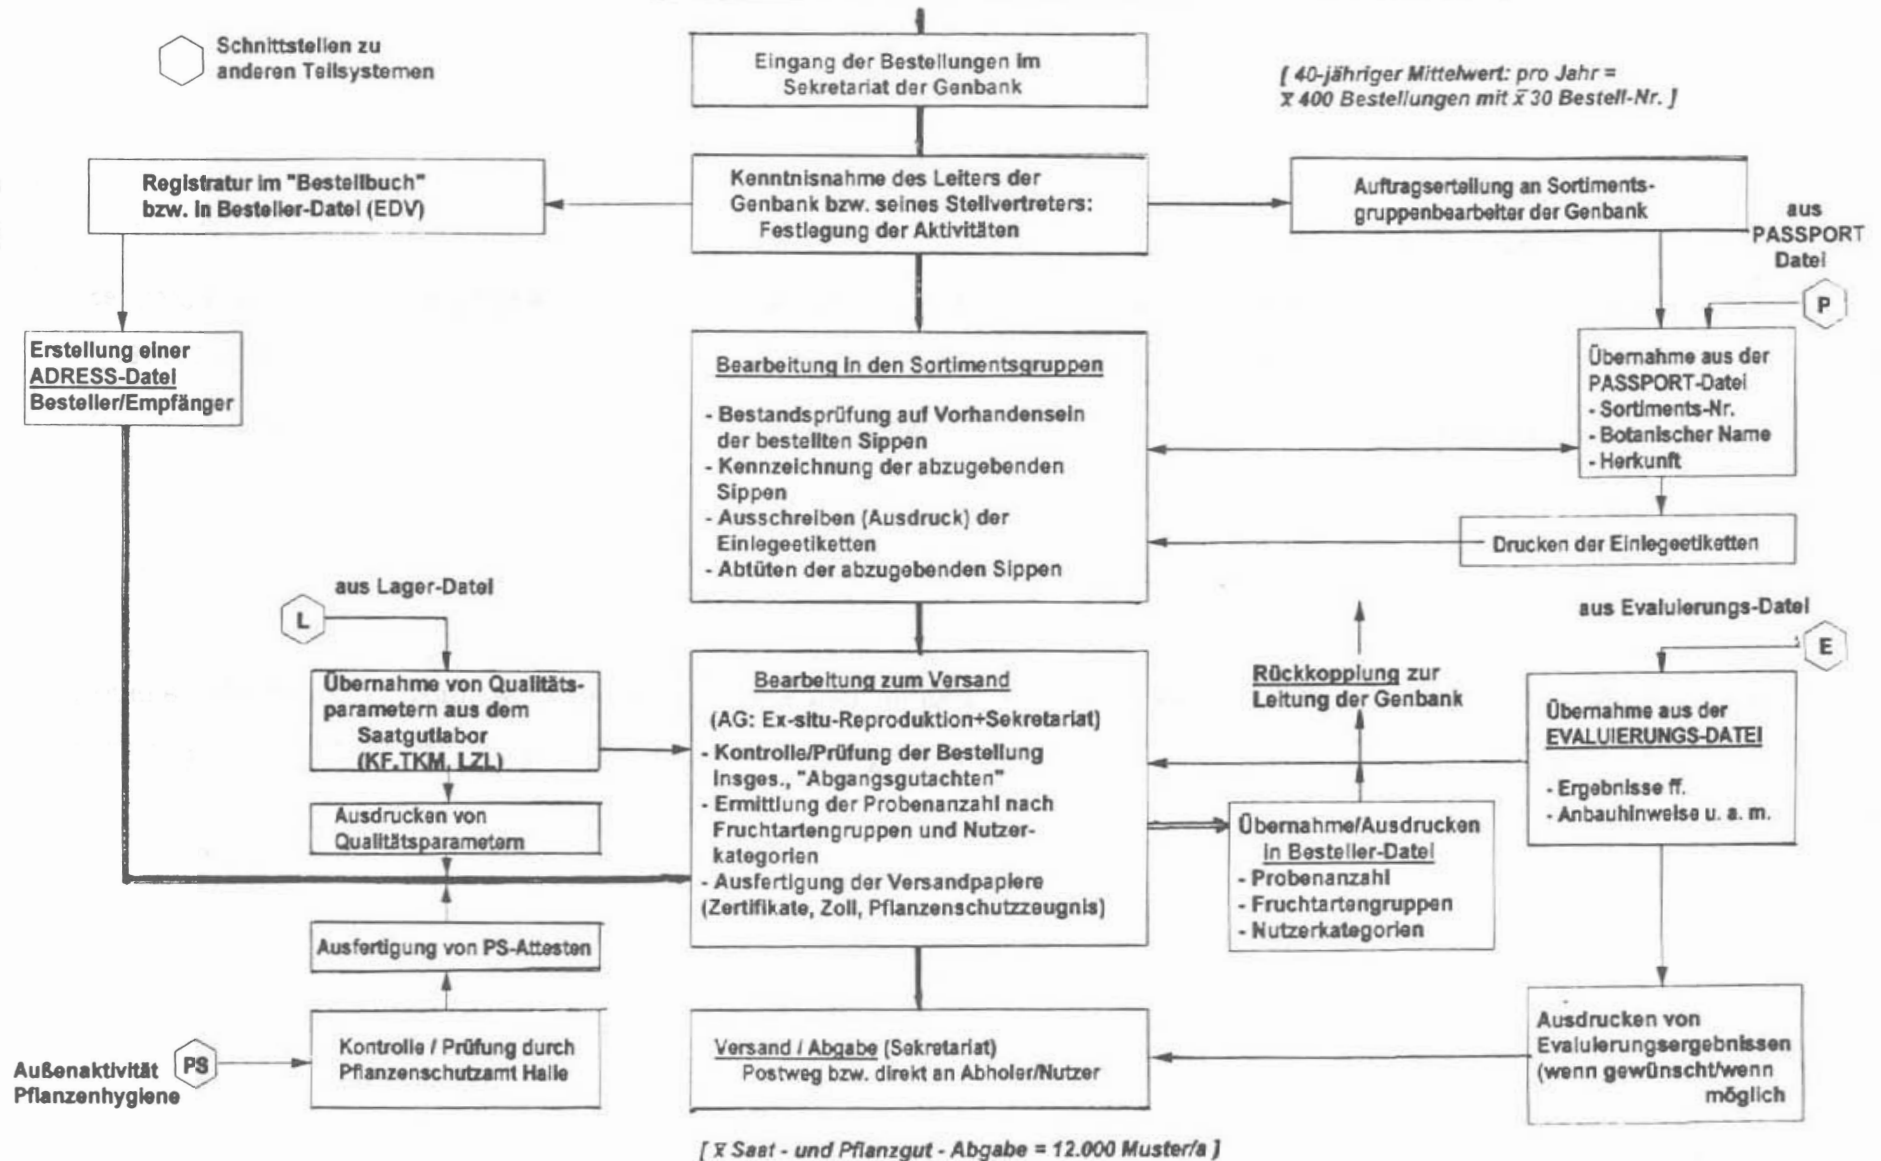 Schnittstellen zu
anderen Teilsystemen
Eingang der Bestellungen im
Sekretariat der Genbank
[ 40-jähriger Mittelwert: pro Jahr =
x̄ 400 Bestellungen mit x̄ 30 Bestell-Nr. ]
Registratur im "Bestellbuch"
bzw. in Besteller-Datei (EDV)
Kenntnisnahme des Leiters der
Genbank bzw. seines Stellvertreters:
Festlegung der Aktivitäten
Auftragserteilung an Sortiments-
gruppenbearbeiter der Genbank
aus
PASSPORT
Datei
P
Erstellung einer
ADRESS-Datei
Besteller/Empfänger
Bearbeitung in den Sortimentsgruppen
- Bestandsprüfung auf Vorhandensein
der bestellten Sippen
- Kennzeichnung der abzugebenden
Sippen
- Ausschreiben (Ausdruck) der
Einlegeetiketten
- Abtüten der abzugebenden Sippen
Übernahme aus der
PASSPORT-Datei
- Sortiments-Nr.
- Botanischer Name
- Herkunft
Drucken der Einlegeetiketten
aus Lager-Datei
L
Übernahme von Qualitäts-
parametern aus dem
Saatgutlabor
(KF,TKM, LZL)
Ausdrucken von
Qualitätsparametern
Bearbeitung zum Versand
(AG: Ex-situ-Reproduktion+Sekretariat)
- Kontrolle/Prüfung der Bestellung
insges., "Abgangsgutachten"
- Ermittlung der Probenanzahl nach
Fruchtartengruppen und Nutzer-
kategorien
- Ausfertigung der Versandpapiere
(Zertifikate, Zoll, Pflanzenschutzzeugnis)
Rückkopplung zur
Leitung der Genbank
aus Evaluierungs-Datei
E
Übernahme aus der
EVALUIERUNGS-DATEI
- Ergebnisse ff.
- Anbauhinweise u. a. m.
Übernahme/Ausdrucken
in Besteller-Datei
- Probenanzahl
- Fruchtartengruppen
- Nutzerkategorien
Ausfertigung von PS-Attesten
Außenaktivität
Pflanzenhygiene
PS
Kontrolle / Prüfung durch
Pflanzenschutzamt Halle
Versand / Abgabe (Sekretariat)
Postweg bzw. direkt an Abholer/Nutzer
Ausdrucken von
Evaluierungsergebnissen
(wenn gewünscht/wenn
möglich
[ x̄ Saat - und Pflanzgut - Abgabe = 12.000 Muster/a ]